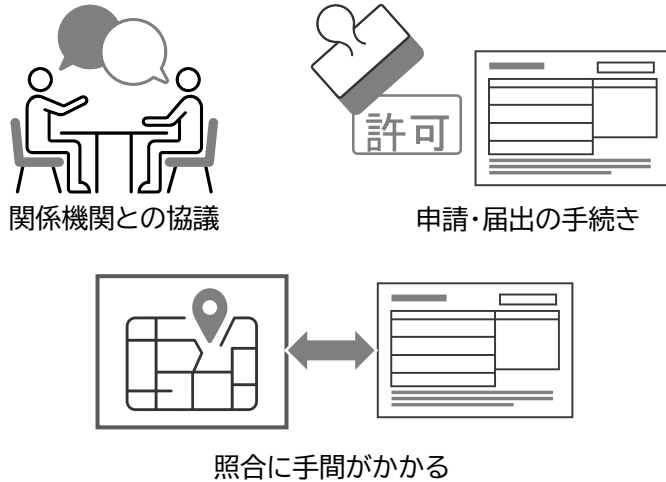 許可
関係機関との協議
申請・届出の手続き
照合に手間がかかる